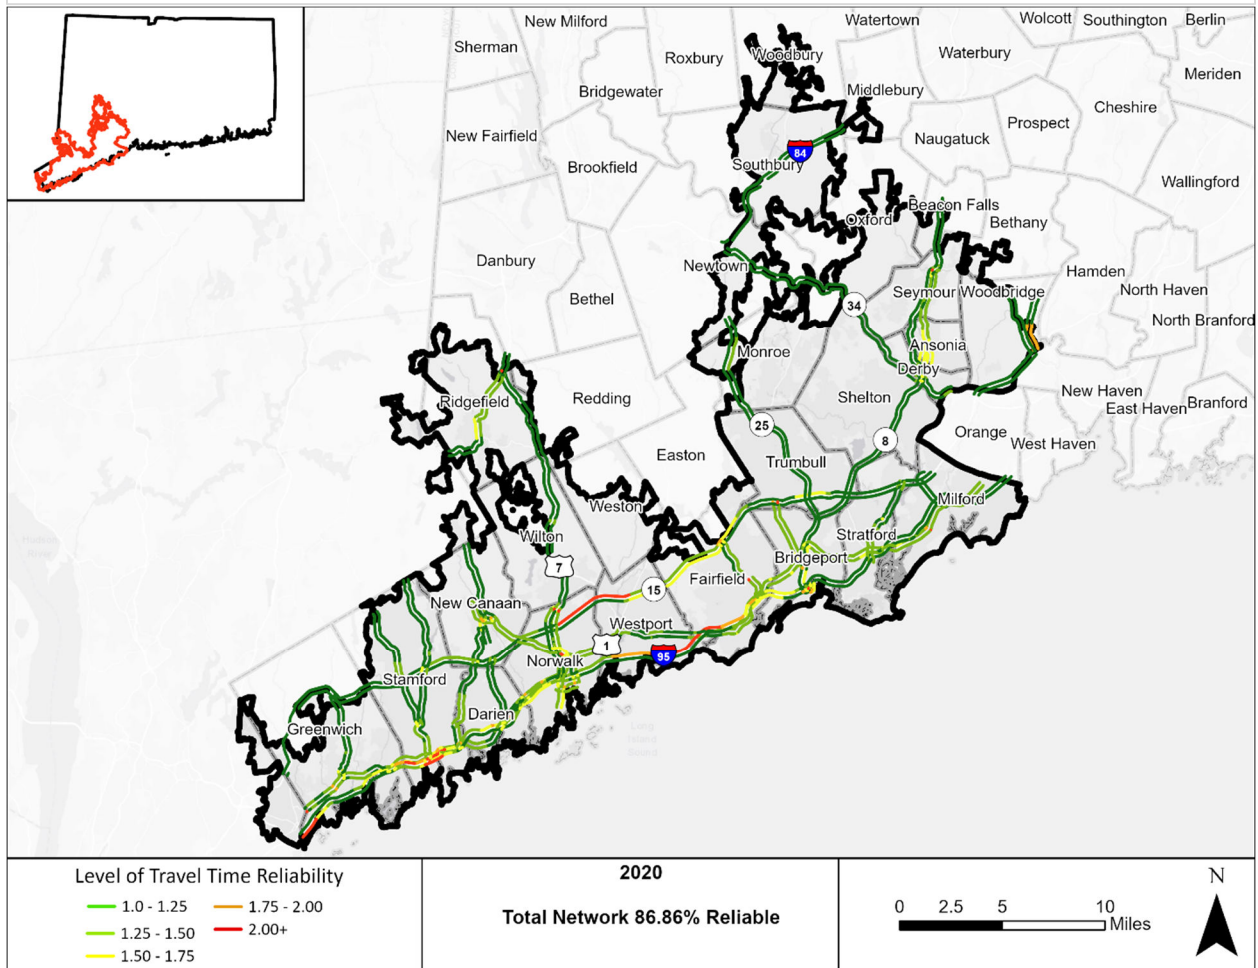 New Milford
Watertown
Wolcott
Southington
Berlin
Sherman
Roxbury
Woodbury
Waterbury
Meriden
Bridgewater
Middlebury
Cheshire
New Fairfield
Prospect
Naugatuck
Brookfield
84
Southbury
Wallingford
Beacon Falls
Oxford
Bethany
Danbury
Newtown
Hamden
North Haven
Bethel
Seymour
Woodbridge
34
North Branford
Monroe
Ansonia
Derby
Ridgefield
Redding
Shelton
New Haven
East Haven
Branford
25
8
Orange
West Haven
Easton
Trumbull
Weston
Milford
Wilton
Stratford
Bridgeport
7
Fairfield
15
New Canaan
Westport
1
95
Norwalk
Stamford
Darien
Greenwich
Long
Island
Sound
Hudson
River
Level of Travel Time Reliability
1.0 - 1.25
1.75 - 2.00
1.25 - 1.50
2.00+
1.50 - 1.75
2020
Total Network 86.86% Reliable
0 2.5 5 10
Miles
N